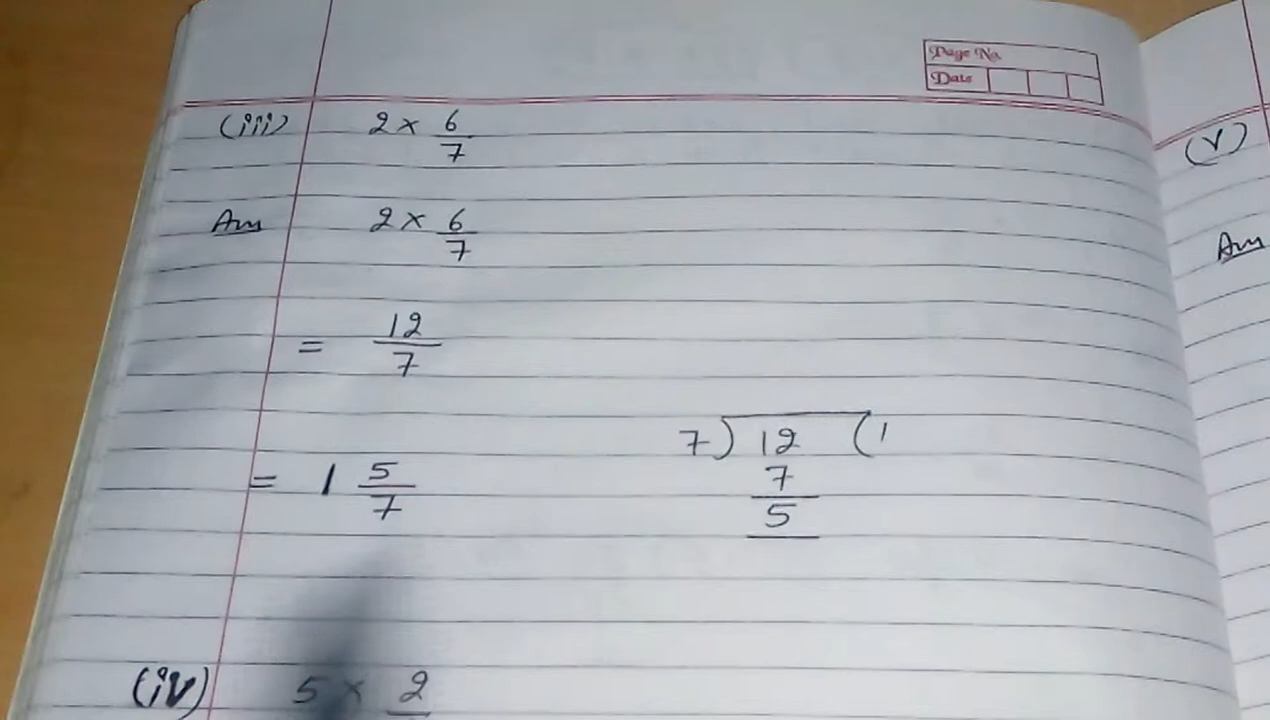 Page No.
Date
(iii) 2 × 6/7
Ans 2 × 6/7
= 12/7
= 1 5/7
7) 12 (1
7
5
(iv) 5 × 2
(v)
Ans